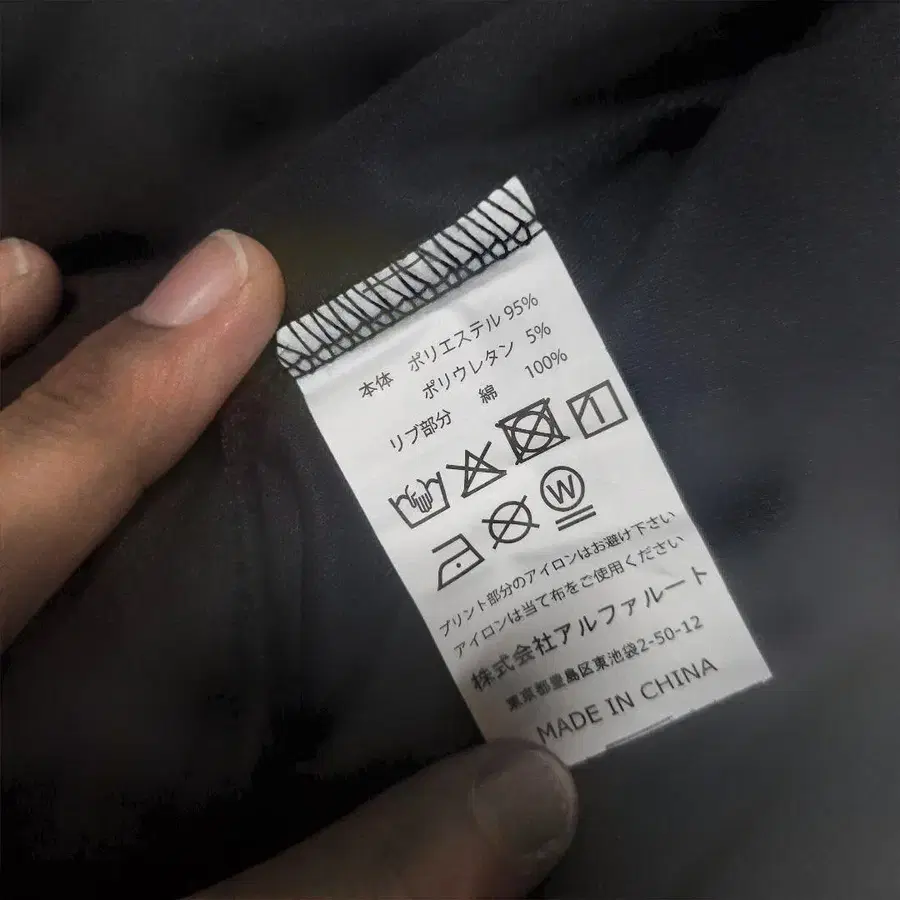 本体 ポリエステル 95%
ポリウレタン 5%
リブ部分 綿 100%
W
プリント部分のアイロンはお避け下さい
アイロンは当て布をご使用ください
株式会社アルファルート
東京都豊島区東池袋2-50-12
MADE IN CHINA